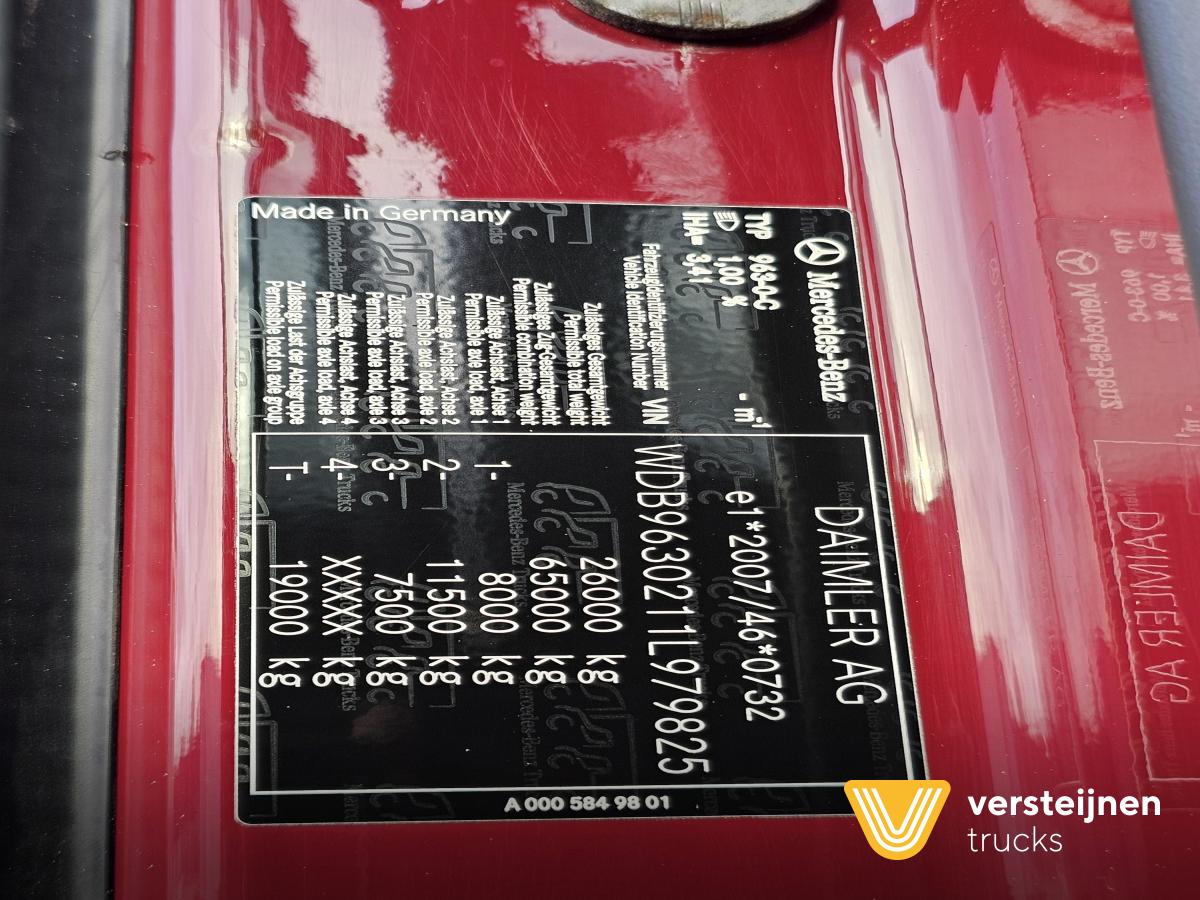 Mercedes-Benz
DAIMLER AG
TYP 963-0-C
1,00 %
- m⁻¹
e1*2007/46*0732
IHA= 3,41
Fahrzeugidentifizierungsnummer
Vehicle Identification Number
VIN
WDB9630211L979825
Zulässiges Gesamtgewicht
Permissible total weight
26000 kg
Zulässiges Zug-Gesamtgewicht
Permissible combination weight
65000 kg
Zulässige Achslast, Achse 1
Permissible axle load, axle 1
1- 8000 kg
Zulässige Achslast, Achse 2
Permissible axle load, axle 2
2- 11500 kg
Zulässige Achslast, Achse 3
Permissible axle load, axle 3
3- 7500 kg
Zulässige Achslast, Achse 4
Permissible axle load, axle 4
4- XXXXX kg
Zulässige Last der Achsgruppe
Permissible load on axle group
T- 19000 kg
Made in Germany
A 000 584 98 01
versteijnen
trucks